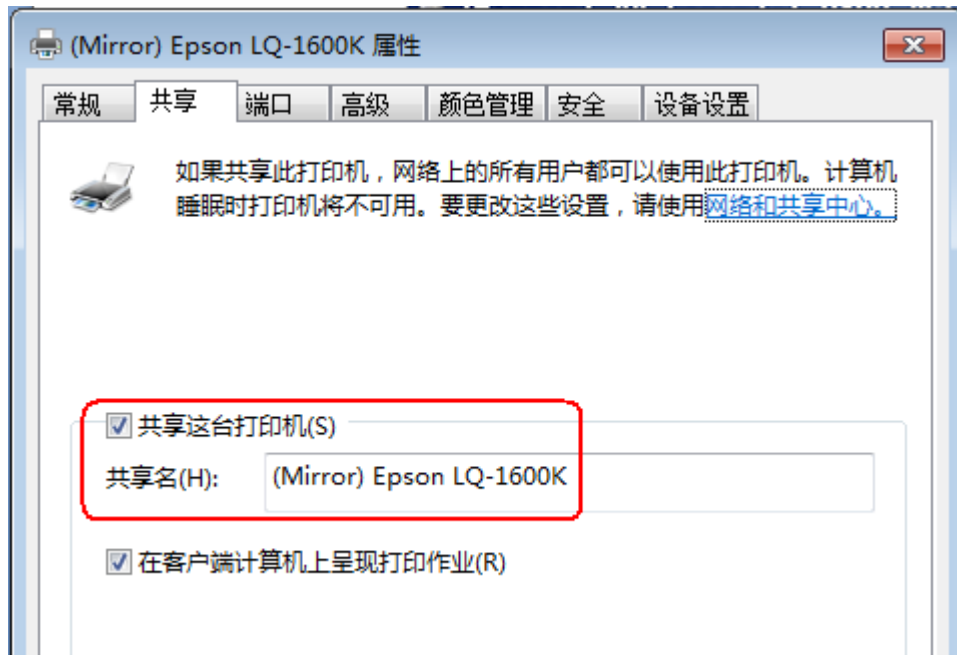 (Mirror) Epson LQ-1600K 属性
常规 共享 端口 高级 颜色管理 安全 设备设置
如果共享此打印机，网络上的所有用户都可以使用此打印机。计算机
睡眠时打印机将不可用。要更改这些设置，请使用网络和共享中心。
共享这台打印机(S)
共享名(H): (Mirror) Epson LQ-1600K
在客户端计算机上呈现打印作业(R)